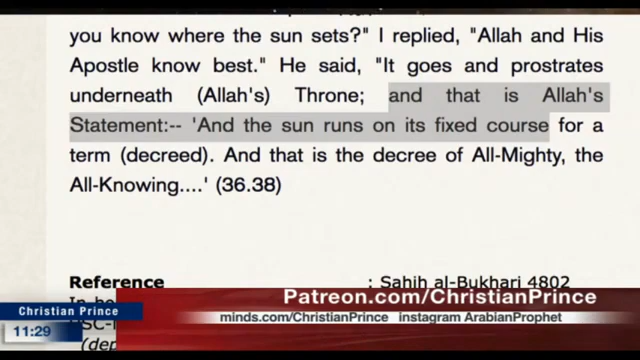 you know where the sun sets?" I replied, "Allah and His
Apostle know best." He said, "It goes and prostrates
underneath (Allah's) Throne; and that is Allah's
Statement:-- 'And the sun runs on its fixed course for a
term (decreed). And that is the decree of All-Mighty, the
All-Knowing....' (36.38)
Reference : Sahih al-Bukhari 4802
Patreon.com/ChristianPrince
Christian Prince
minds.com/ChristianPrince instagram ArabianProphet
11:29